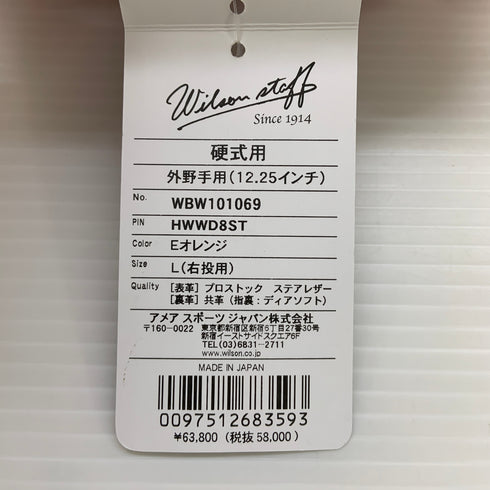 Wilson staff
Since 1914
硬式用
外野手用(12.25インチ)
No. WBW101069
PIN HWWD8ST
Color Eオレンジ
Size L(右投用)
Quality [表革] プロストック ステアレザー
[裏革] 共革(指裏:ディアソフト)
アメア スポーツ ジャパン株式会社
〒160-0022 東京都新宿区新宿6丁目27番30号
新宿イーストサイドスクエア6F
TEL(03)6831-2711
www.wilson.co.jp
MADE IN JAPAN
0097512683593
¥63,800 (税抜 58,000)